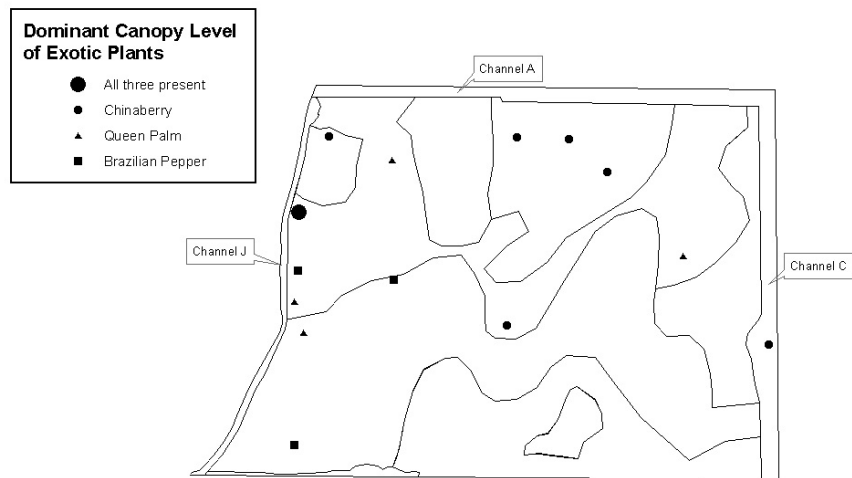 Dominant Canopy Level
of Exotic Plants
All three present
Chinaberry
Queen Palm
Brazilian Pepper
Channel A
Channel J
Channel C